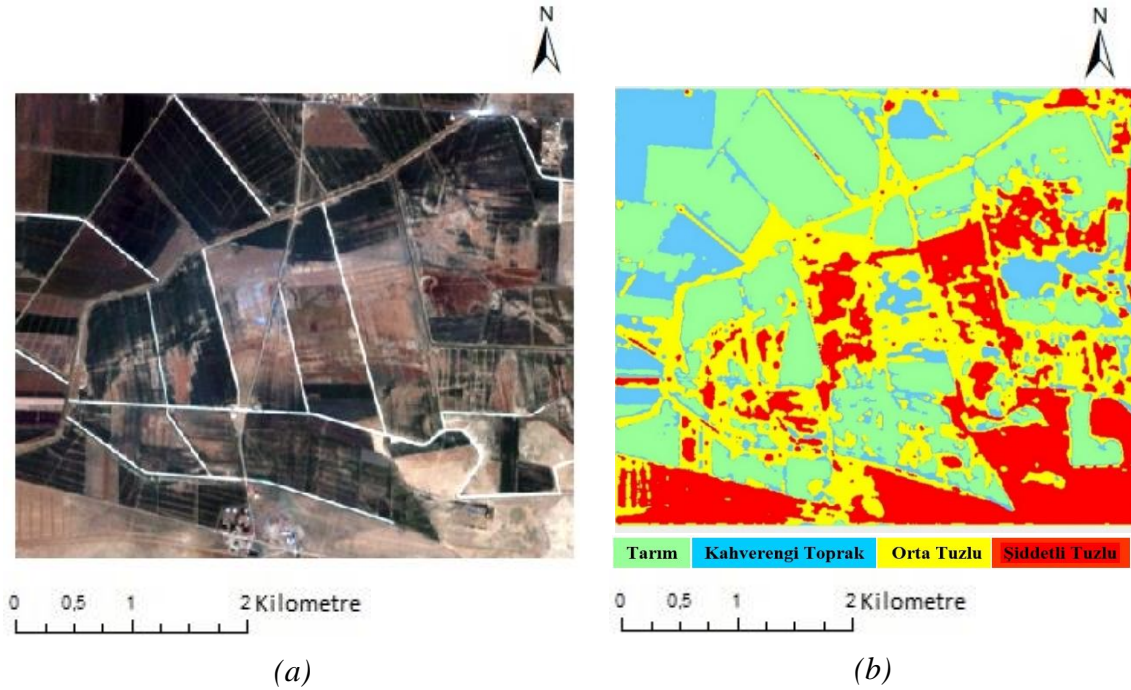 N
N
Tarım Kahverengi Toprak Orta Tuzlu Şiddetli Tuzlu
0 0,5 1 2 Kilometre
0 0,5 1 2 Kilometre
(a)
(b)